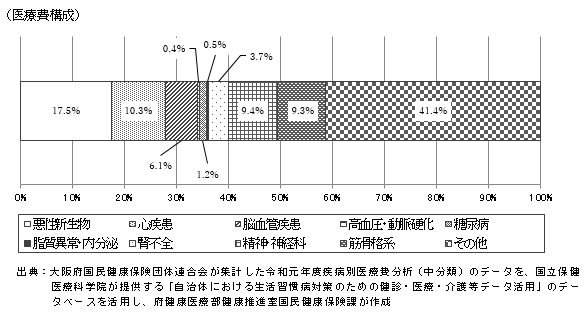 （医療費構成）
0.4%
0.5%
3.7%
17.5%
10.3%
9.4%
9.3%
41.4%
6.1%
1.2%
0% 10% 20% 30% 40% 50% 60% 70% 80% 90% 100%
悪性新生物 心疾患 脳血管疾患 高血圧・動脈硬化 糖尿病
脂質異常・内分泌 腎不全 精神・神経科 筋骨格系 その他
出典：大阪府国民健康保険団体連合会が集計した令和元年度疾病別医療費分析（中分類）のデータを、国立保健
医療科学院が提供する「自治体における生活習慣病対策のための健診・医療・介護等データ活用」のデー
タベースを活用し、府健康医療部健康推進室国民健康保険課が作成